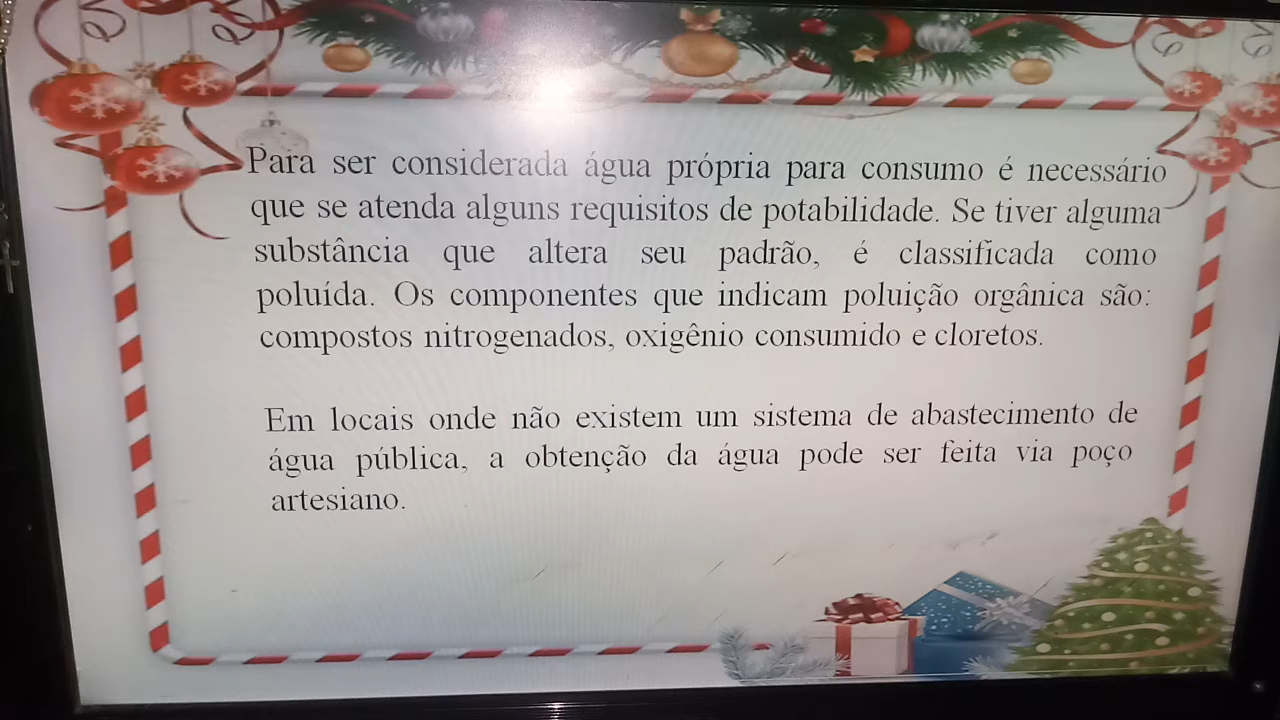 Para ser considerada água própria para consumo é necessário
que se atenda alguns requisitos de potabilidade. Se tiver alguma
substância que altera seu padrão, é classificada como
poluída. Os componentes que indicam poluição orgânica são:
compostos nitrogenados, oxigênio consumido e cloretos.
Em locais onde não existem um sistema de abastecimento de
água pública, a obtenção da água pode ser feita via poço
artesiano.